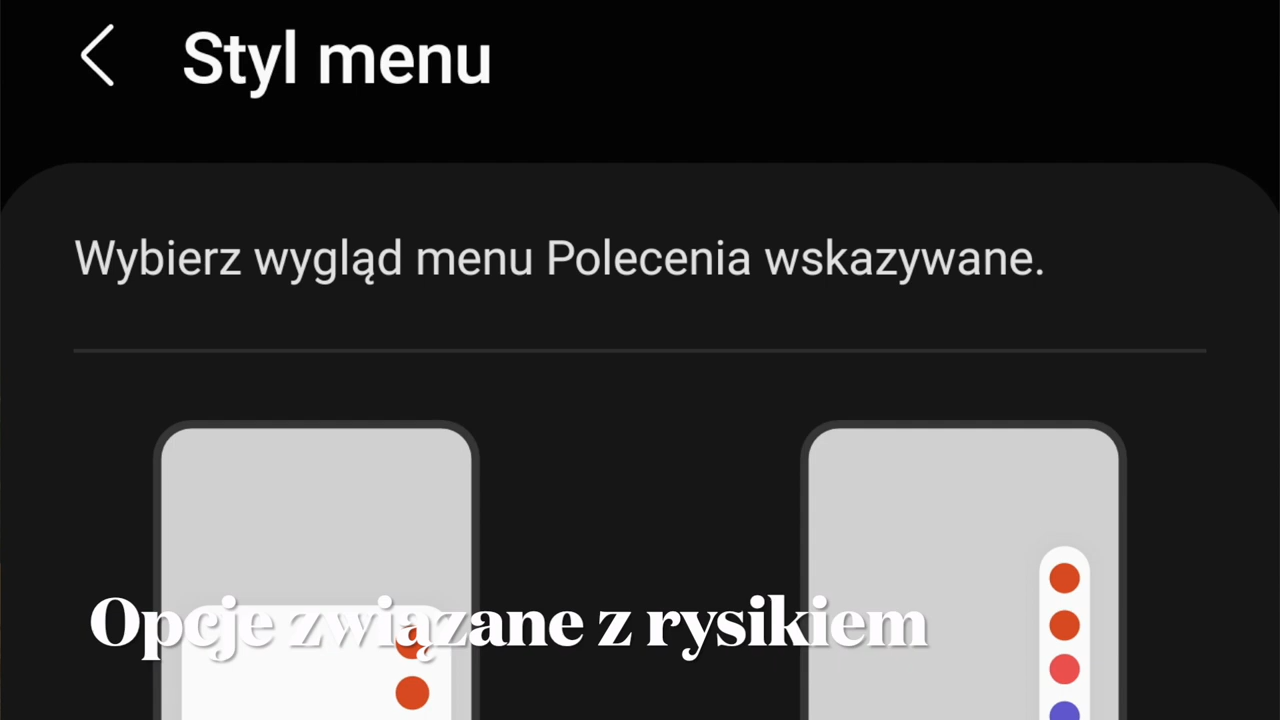 Styl menu
Wybierz wygląd menu Polecenia wskazywane.
Opcje związane z rysikiem